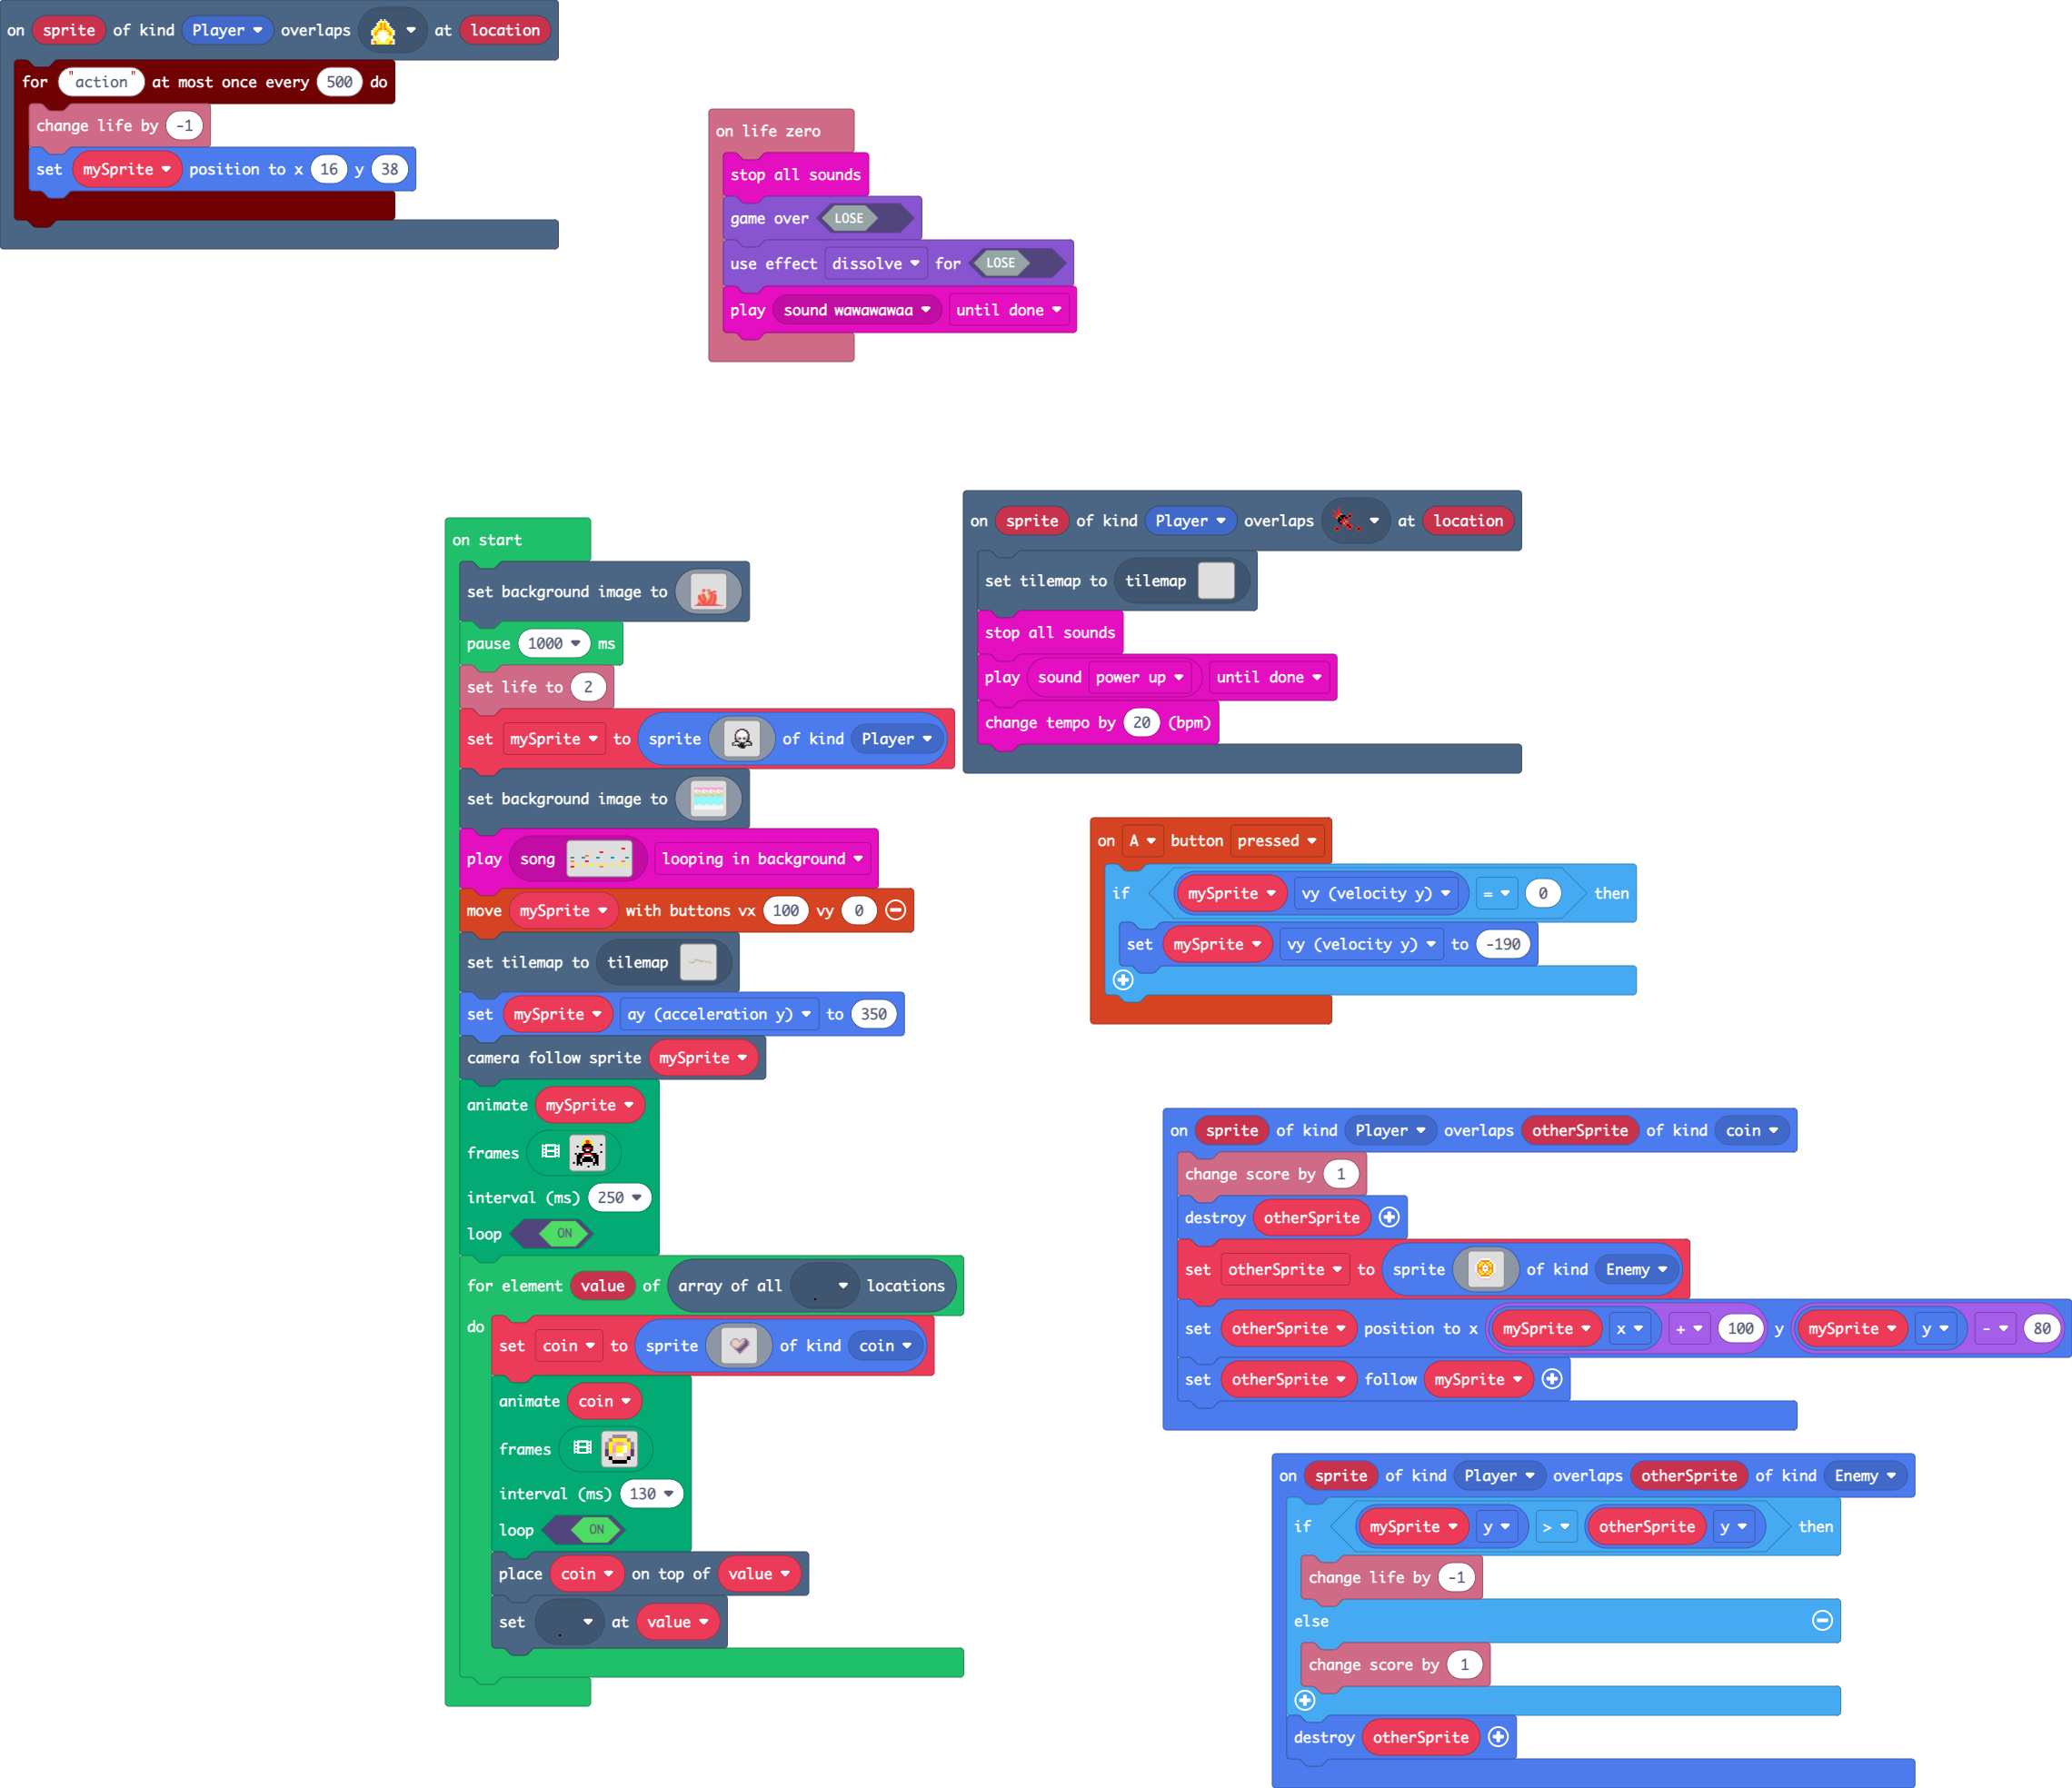 on sprite of kind Player overlaps at location
for "action" at most once every 500 do
change life by -1
set mySprite position to x 16 y 38
on life zero
stop all sounds
game over LOSE
use effect dissolve for LOSE
play sound wawawawaa until done
on start
set background image to
pause 1000 ms
set life to 2
set mySprite to sprite of kind Player
set background image to
play song looping in background
move mySprite with buttons vx 100 vy 0
set tilemap to tilemap
set mySprite ay (acceleration y) to 350
camera follow sprite mySprite
animate mySprite
frames
interval (ms) 250
loop ON
for element value of array of all locations
do
set coin to sprite of kind coin
animate coin
frames
interval (ms) 130
loop ON
place coin on top of value
set at value
on sprite of kind Player overlaps at location
set tilemap to tilemap
stop all sounds
play sound power up until done
change tempo by 20 (bpm)
on A button pressed
if mySprite vy (velocity y) = 0 then
set mySprite vy (velocity y) to -190
on sprite of kind Player overlaps otherSprite of kind coin
change score by 1
destroy otherSprite
set otherSprite to sprite of kind Enemy
set otherSprite position to x mySprite x + 100 y mySprite y - 80
set otherSprite follow mySprite
on sprite of kind Player overlaps otherSprite of kind Enemy
if mySprite y > otherSprite y then
change life by -1
else
change score by 1
destroy otherSprite